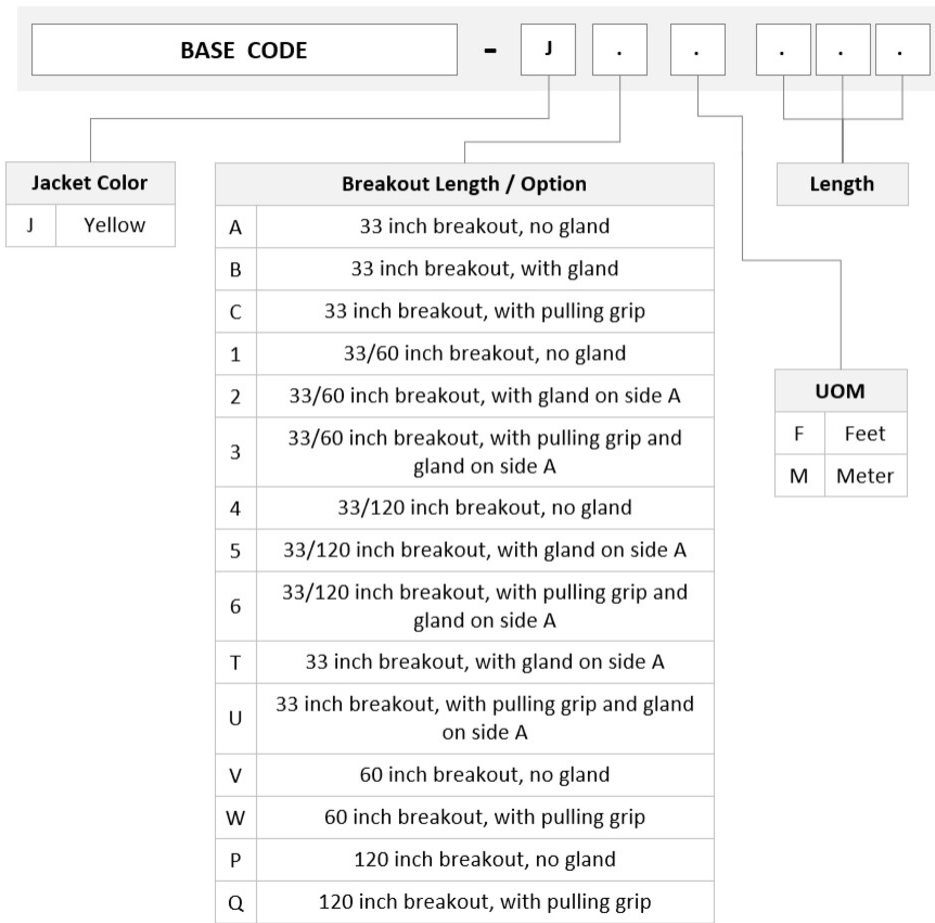 BASE CODE - J . . . . .
Jacket Color
J Yellow
Breakout Length / Option
A 33 inch breakout, no gland
B 33 inch breakout, with gland
C 33 inch breakout, with pulling grip
1 33/60 inch breakout, no gland
2 33/60 inch breakout, with gland on side A
3 33/60 inch breakout, with pulling grip and
gland on side A
4 33/120 inch breakout, no gland
5 33/120 inch breakout, with gland on side A
6 33/120 inch breakout, with pulling grip and
gland on side A
T 33 inch breakout, with gland on side A
U 33 inch breakout, with pulling grip and gland
on side A
V 60 inch breakout, no gland
W 60 inch breakout, with pulling grip
P 120 inch breakout, no gland
Q 120 inch breakout, with pulling grip
Length
UOM
F Feet
M Meter